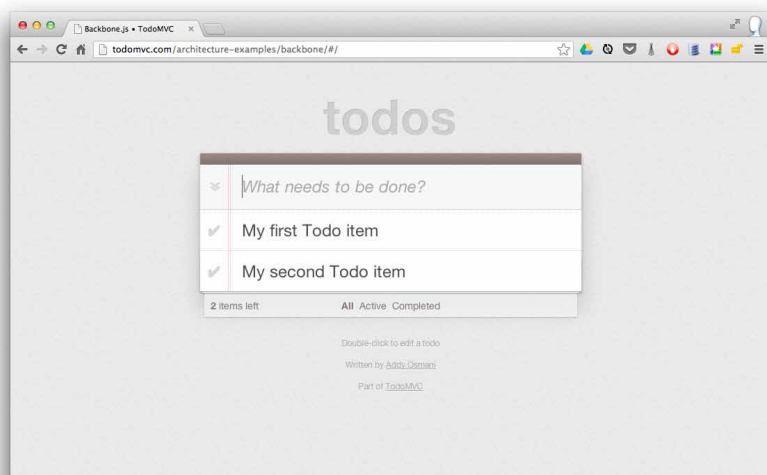 Backbone.js • TodoMVC
todomvc.com/architecture-examples/backbone/#/
todos
What needs to be done?
My first Todo item
My second Todo item
2 items left All Active Completed
Double-click to edit a todo
Written by Addy Osmani
Part of TodoMVC